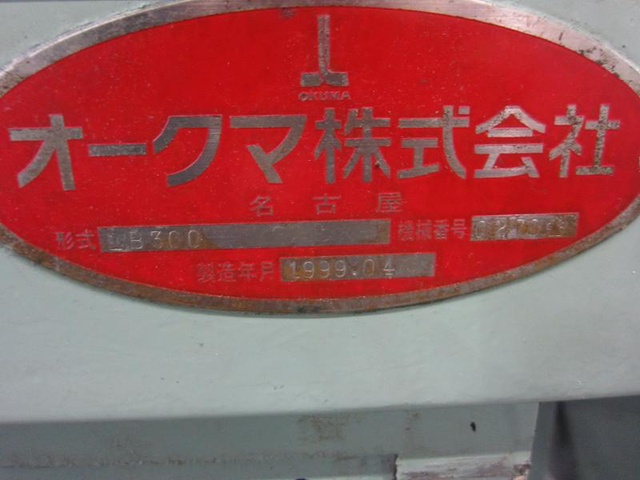 OKUMA
オークマ株式会社
名古屋
形式 LB300 機械番号
製造年月 1999.04